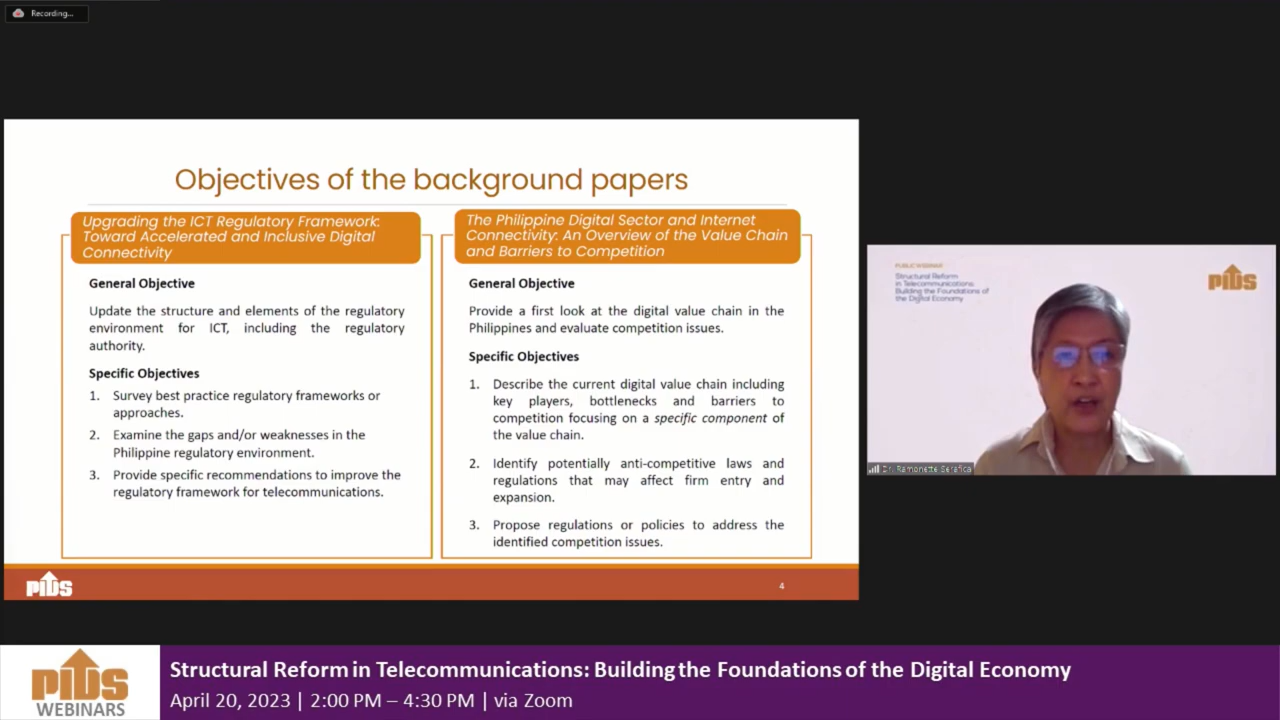 Recording...
Objectives of the background papers
Upgrading the ICT Regulatory Framework:
Toward Accelerated and Inclusive Digital
Connectivity
General Objective
Update the structure and elements of the regulatory
environment for ICT, including the regulatory
authority.
Specific Objectives
1. Survey best practice regulatory frameworks or
approaches.
2. Examine the gaps and/or weaknesses in the
Philippine regulatory environment.
3. Provide specific recommendations to improve the
regulatory framework for telecommunications.
The Philippine Digital Sector and Internet
Connectivity: An Overview of the Value Chain
and Barriers to Competition
General Objective
Provide a first look at the digital value chain in the
Philippines and evaluate competition issues.
Specific Objectives
1. Describe the current digital value chain including
key players, bottlenecks and barriers to
competition focusing on a specific component of
the value chain.
2. Identify potentially anti-competitive laws and
regulations that may affect firm entry and
expansion.
3. Propose regulations or policies to address the
identified competition issues.
PIDS
4
PUBLIC WEBINAR
Structural Reform
in Telecommunications:
Building the Foundations of
the Digital Economy
PIDS
Dr. Ramonette Serafica
PIDS
WEBINARS
Structural Reform in Telecommunications: Building the Foundations of the Digital Economy
April 20, 2023 | 2:00 PM – 4:30 PM | via Zoom